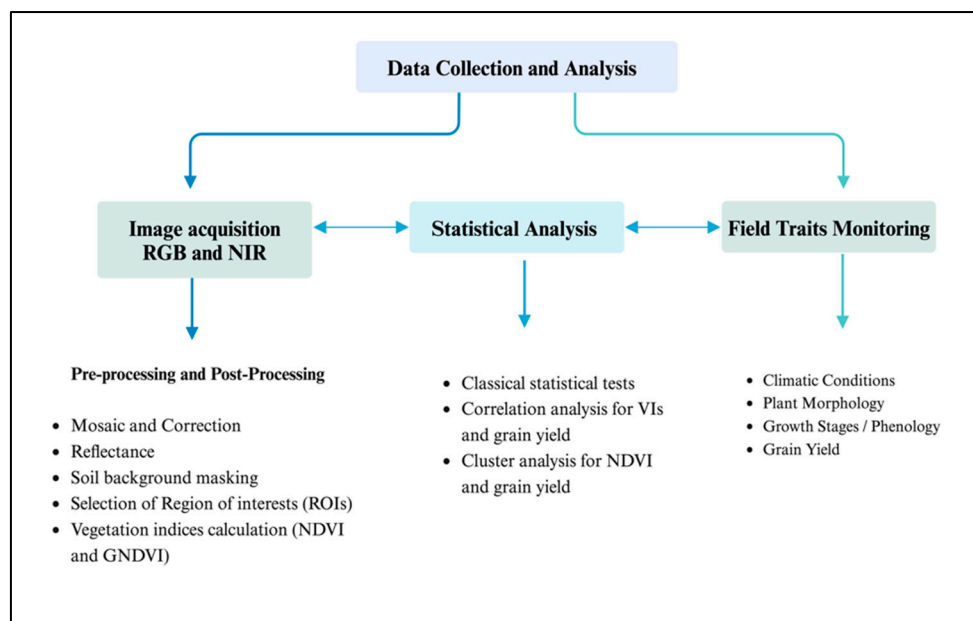 Data Collection and Analysis
Image acquisition
RGB and NIR
Statistical Analysis
Field Traits Monitoring
Pre-processing and Post-Processing
• Mosaic and Correction
• Reflectance
• Soil background masking
• Selection of Region of interests (ROIs)
• Vegetation indices calculation (NDVI
and GNDVI)
• Classical statistical tests
• Correlation analysis for VIs
and grain yield
• Cluster analysis for NDVI
and grain yield
• Climatic Conditions
• Plant Morphology
• Growth Stages / Phenology
• Grain Yield